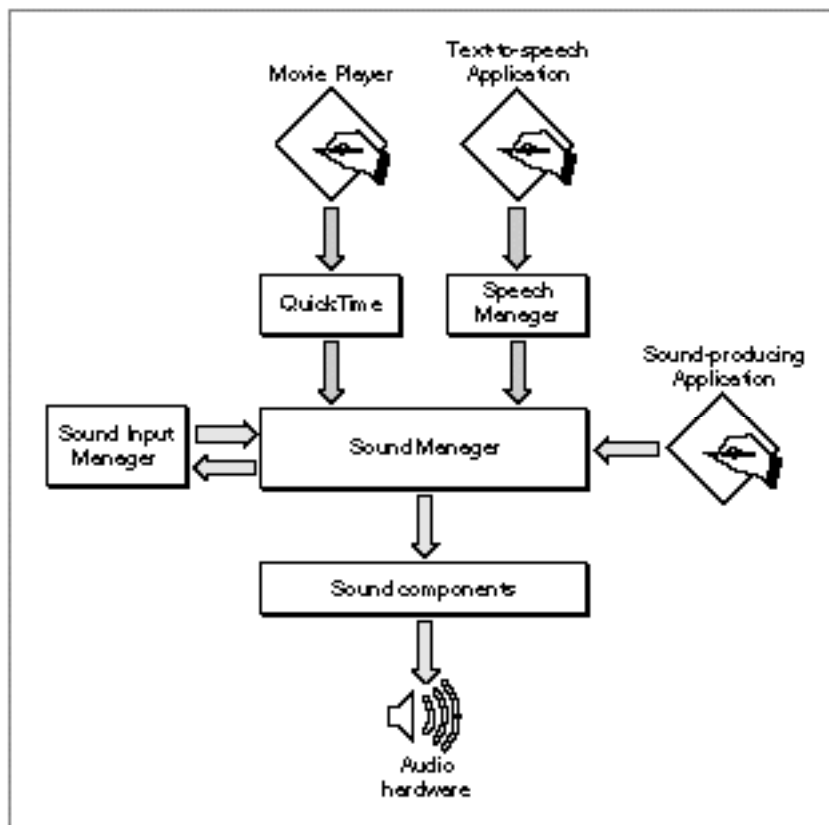 Movie Player
Text-to-speech
Application
QuickTime
Speech
Manager
Sound-producing
Application
Sound Input
Manager
Sound Manager
Sound components
Audio
hardware